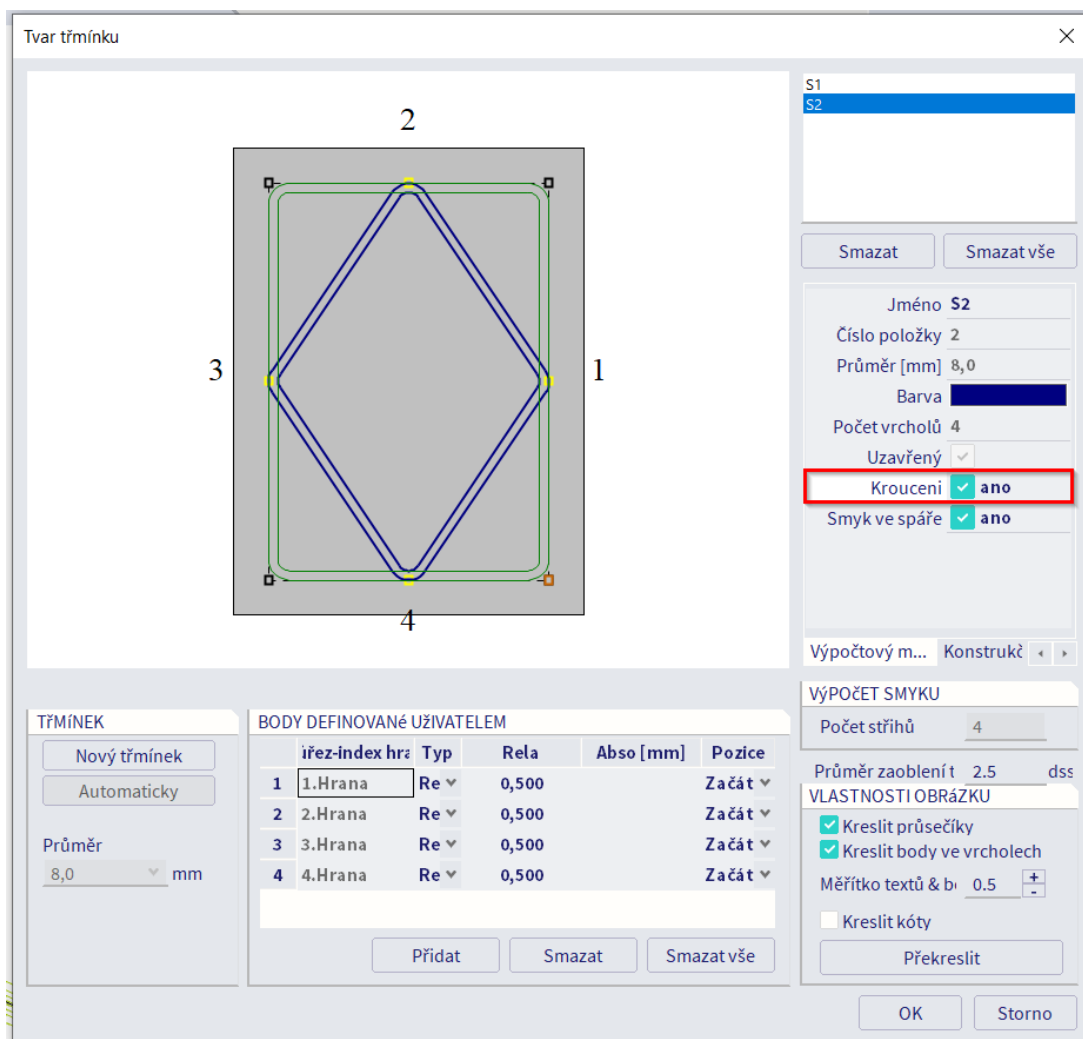 Tvar třmínku
2
3
1
4
S1
S2
Smazat
Smazat vše
Jméno S2
Číslo položky 2
Průměr [mm] 8,0
Barva
Počet vrcholů 4
Uzavřený
Krouceni ano
Smyk ve spáře ano
Výpočtový m... Konstrukč
TřMíNEK
Nový třmínek
Automaticky
Průměr
8,0 mm
BODY DEFINOVANé UžIVATELEM
iřez-index hra Typ Rela Abso [mm] Pozice
1 1.Hrana Re 0,500 Začát
2 2.Hrana Re 0,500 Začát
3 3.Hrana Re 0,500 Začát
4 4.Hrana Re 0,500 Začát
Přidat Smazat Smazat vše
VýPOčET SMYKU
Počet střihů 4
Průměr zaoblení t 2.5 dss
VLASTNOSTI OBRáZKU
Kreslit průsečíky
Kreslit body ve vrcholech
Měřítko textů & b 0.5 + -
Kreslit kóty
Překreslit
OK Storno